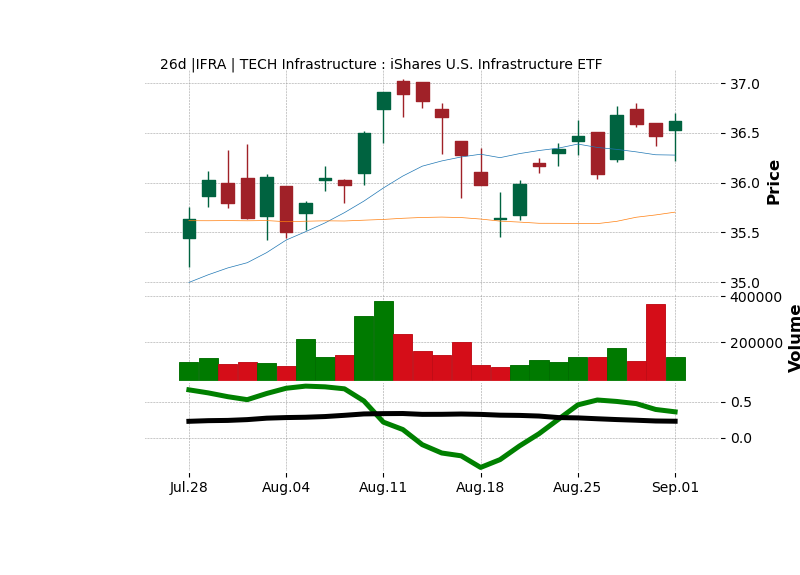 26d |IFRA | TECH Infrastructure : iShares U.S. Infrastructure ETF
37.0
36.5
36.0
35.5
35.0
Price
400000
200000
Volume
0.5
0.0
Jul.28 Aug.04 Aug.11 Aug.18 Aug.25 Sep.01